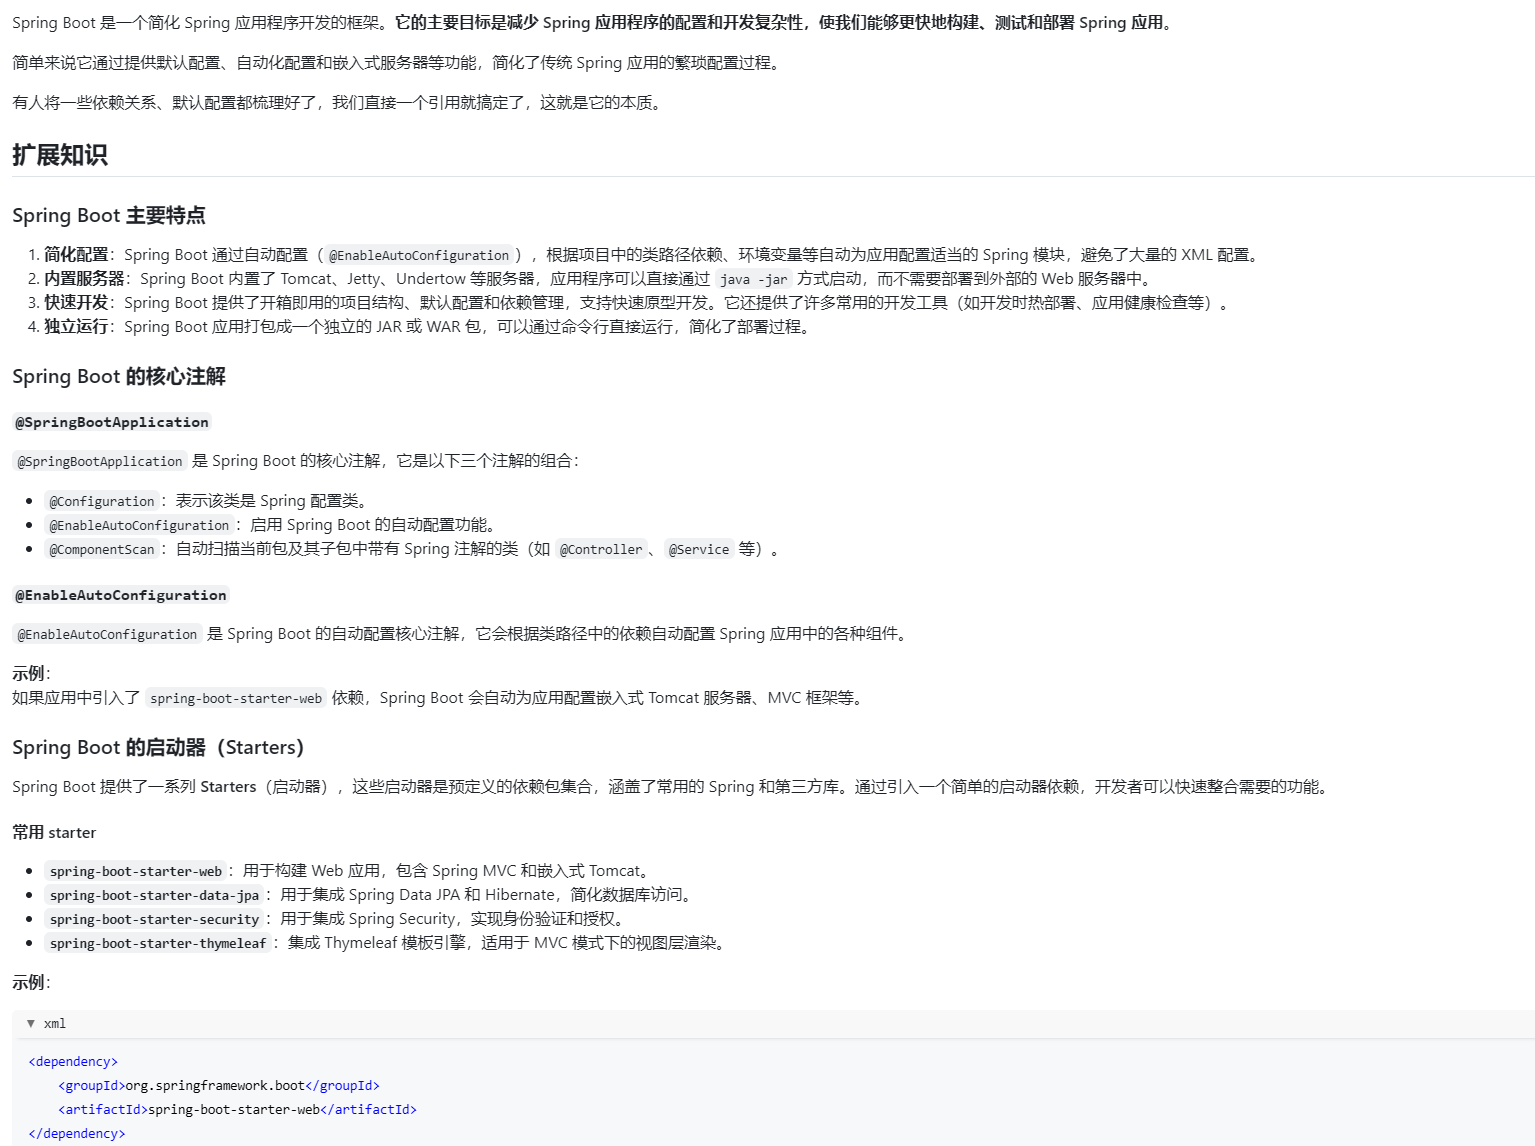 Spring Boot 是一个简化 Spring 应用程序开发的框架。它的主要目标是减少 Spring 应用程序的配置和开发复杂性，使我们能够更快地构建、测试和部署 Spring 应用。
简单来说它通过提供默认配置、自动化配置和嵌入式服务器等功能，简化了传统 Spring 应用的繁琐配置过程。
有人将一些依赖关系、默认配置都梳理好了，我们直接一个引用就搞定了，这就是它的本质。
扩展知识
Spring Boot 主要特点
1. 简化配置：Spring Boot 通过自动配置（@EnableAutoConfiguration），根据项目中的类路径依赖、环境变量等自动为应用配置适当的 Spring 模块，避免了大量的 XML 配置。
2. 内置服务器：Spring Boot 内置了 Tomcat、Jetty、Undertow 等服务器，应用程序可以直接通过 java -jar 方式启动，而不需要部署到外部的 Web 服务器中。
3. 快速开发：Spring Boot 提供了开箱即用的项目结构、默认配置和依赖管理，支持快速原型开发。它还提供了许多常用的开发工具（如开发时热部署、应用健康检查等）。
4. 独立运行：Spring Boot 应用打包成一个独立的 JAR 或 WAR 包，可以通过命令行直接运行，简化了部署过程。
Spring Boot 的核心注解
@SpringBootApplication
@SpringBootApplication 是 Spring Boot 的核心注解，它是以下三个注解的组合：
• @Configuration：表示该类是 Spring 配置类。
• @EnableAutoConfiguration：启用 Spring Boot 的自动配置功能。
• @ComponentScan：自动扫描当前包及其子包中带有 Spring 注解的类（如 @Controller、@Service 等）。
@EnableAutoConfiguration
@EnableAutoConfiguration 是 Spring Boot 的自动配置核心注解，它会根据类路径中的依赖自动配置 Spring 应用中的各种组件。
示例：
如果应用中引入了 spring-boot-starter-web 依赖，Spring Boot 会自动为应用配置嵌入式 Tomcat 服务器、MVC 框架等。
Spring Boot 的启动器（Starters）
Spring Boot 提供了一系列 Starters（启动器），这些启动器是预定义的依赖包集合，涵盖了常用的 Spring 和第三方库。通过引入一个简单的启动器依赖，开发者可以快速整合需要的功能。
常用 starter
• spring-boot-starter-web：用于构建 Web 应用，包含 Spring MVC 和嵌入式 Tomcat。
• spring-boot-starter-data-jpa：用于集成 Spring Data JPA 和 Hibernate，简化数据库访问。
• spring-boot-starter-security：用于集成 Spring Security，实现身份验证和授权。
• spring-boot-starter-thymeleaf：集成 Thymeleaf 模板引擎，适用于 MVC 模式下的视图层渲染。
示例：
▼ xml
<dependency>
    <groupId>org.springframework.boot</groupId>
    <artifactId>spring-boot-starter-web</artifactId>
</dependency>